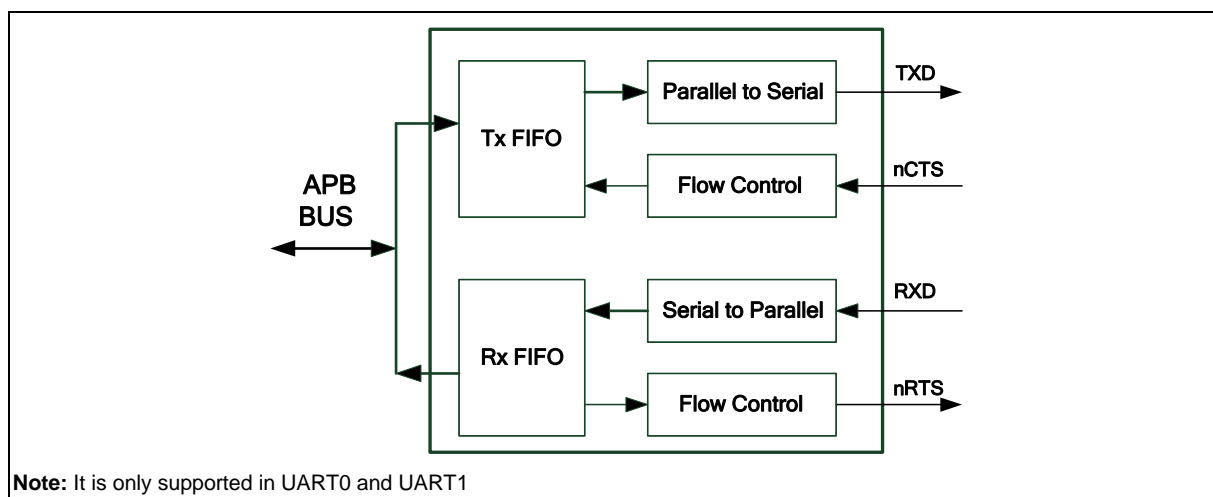 Parallel to Serial
TXD
Tx FIFO
Flow Control
nCTS
APB
BUS
Serial to Parallel
RXD
Rx FIFO
Flow Control
nRTS
Note: It is only supported in UART0 and UART1